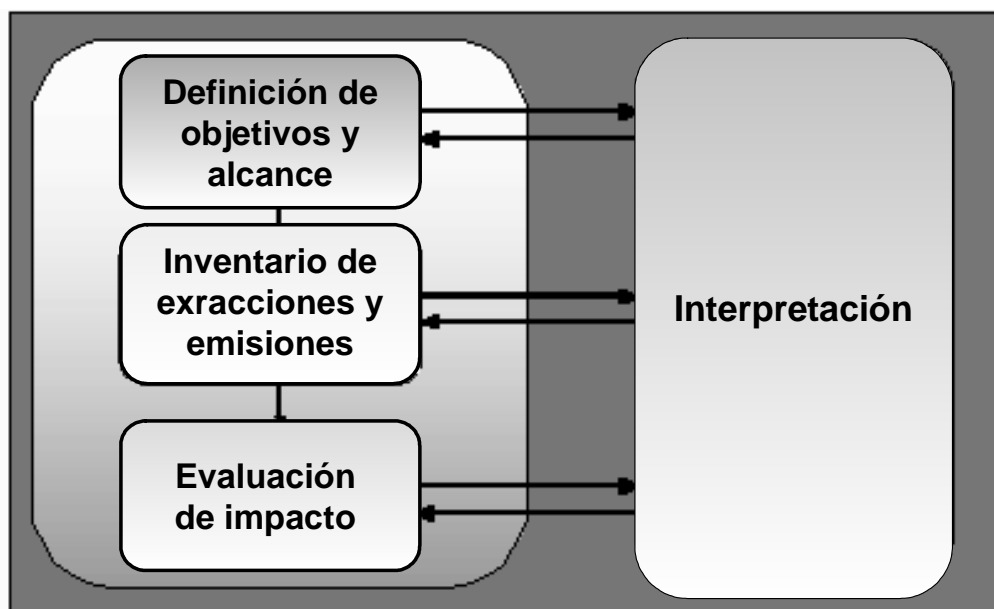 Definición de
objetivos y
alcance
Inventario de
exracciones y
emisiones
Evaluación
de impacto
Interpretación